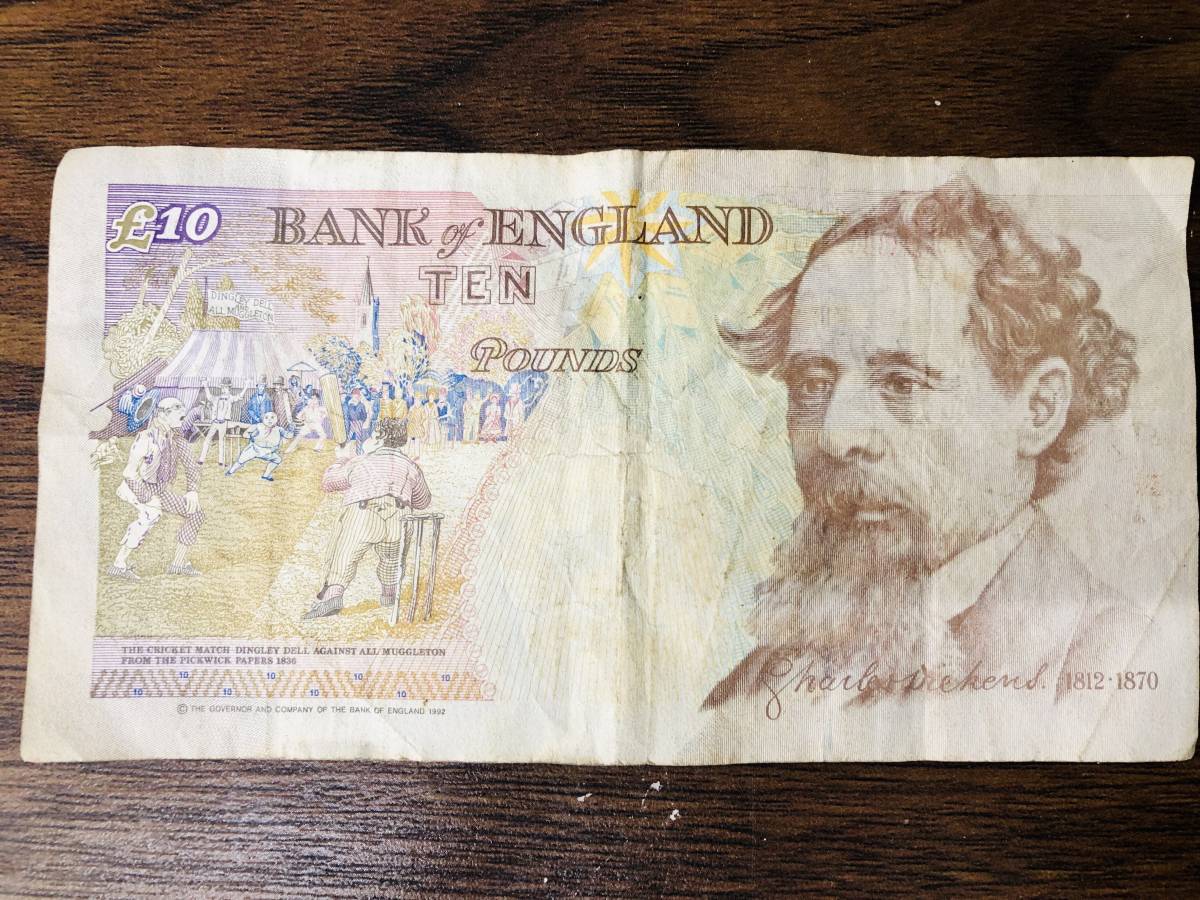 £10
BANK of ENGLAND
TEN
POUNDS
DINGLEY DELL
ALL MUGGLETON
THE CRICKET MATCH DINGLEY DELL AGAINST ALL MUGGLETON
FROM THE PICKWICK PAPERS 1836
10 10 10 10
10 10 10 10
© THE GOVERNOR AND COMPANY OF THE BANK OF ENGLAND 1992
Charles Dickens. 1812·1870